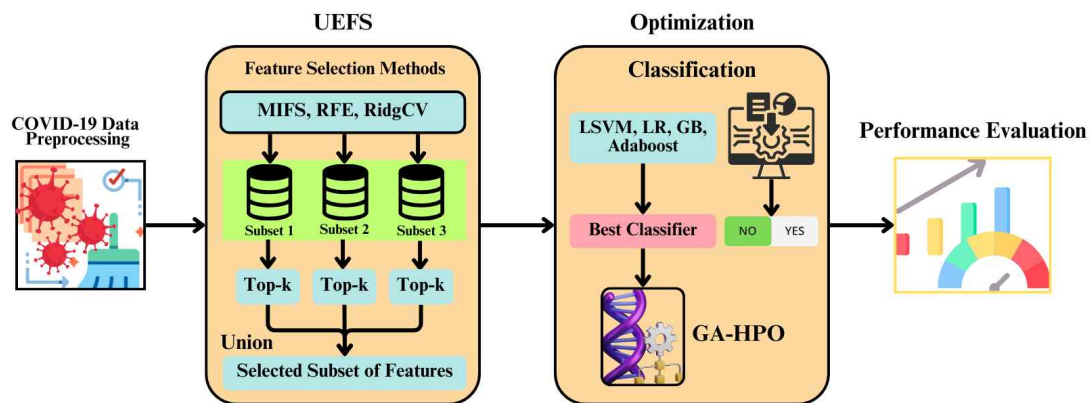 UEFS
Optimization
Feature Selection Methods
Classification
MIFS, RFE, RidgCV
COVID-19 Data
Preprocessing
LSVM, LR, GB,
Adaboost
Performance Evaluation
Subset 1
Subset 2
Subset 3
Best Classifier
NO
YES
Top-k
Top-k
Top-k
Union
GA-HPO
Selected Subset of Features